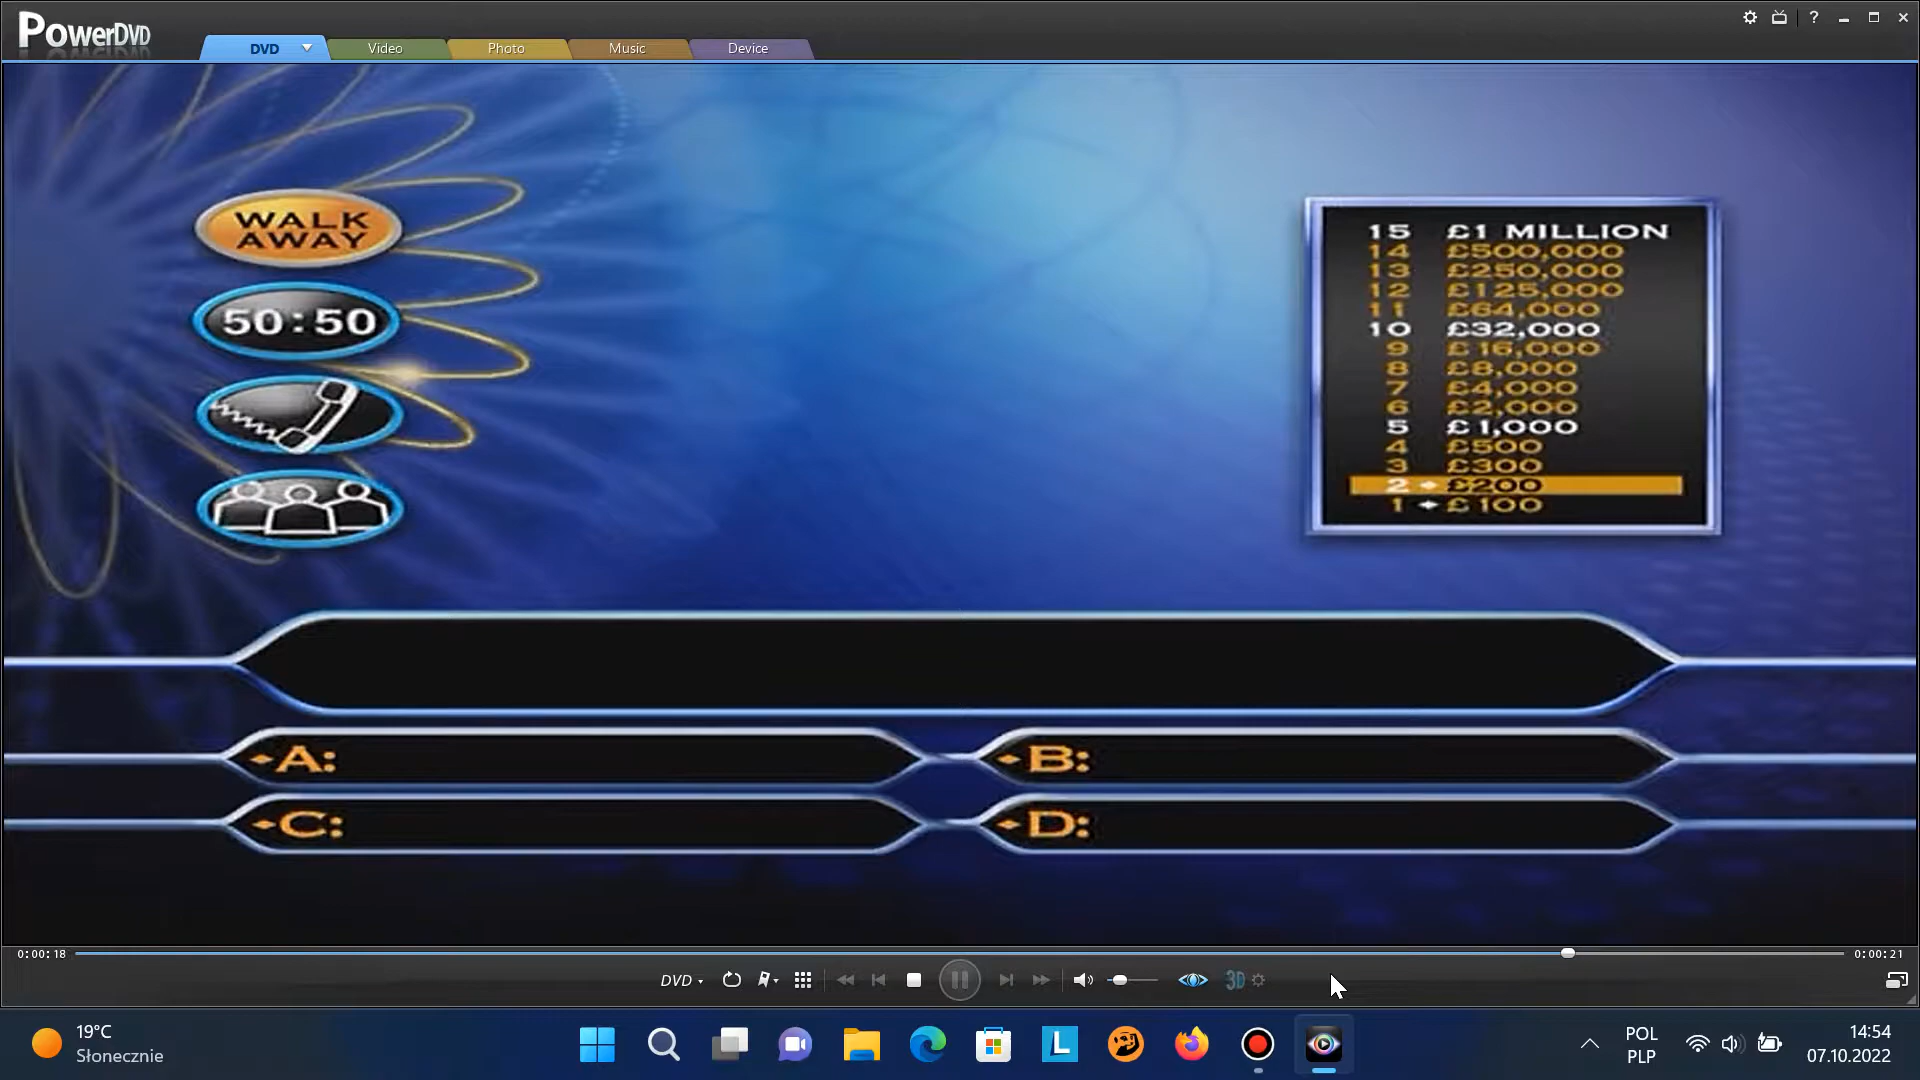 PowerDVD
DVD
Video
Photo
Music
Device
?
WALK
AWAY
50:50
15 £1 MILLION
14 £500,000
13 £250,000
12 £125,000
11 £64,000
10 £32,000
9 £16,000
8 £8,000
7 £4,000
6 £2,000
5 £1,000
4 £500
3 £300
2 £200
1 £100
A:
B:
C:
D:
0:00:18
0:00:21
DVD
3D
19°C
Słonecznie
L
POL
PLP
14:54
07.10.2022